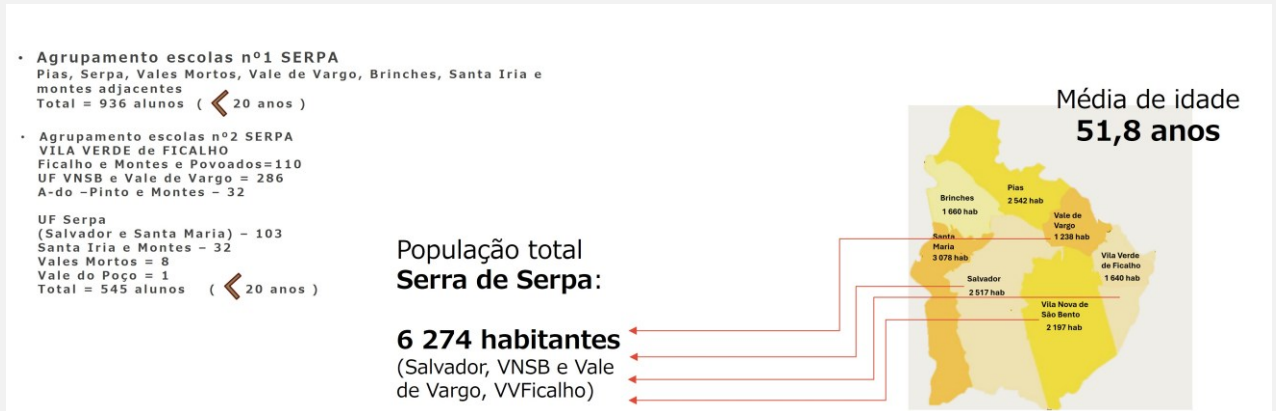 • Agrupamento escolas nº1 SERPA
Pias, Serpa, Vales Mortos, Vale de Vargo, Brinches, Santa Iria e
montes adjacentes
Total = 936 alunos ( < 20 anos )
• Agrupamento escolas nº2 SERPA
VILA VERDE de FICALHO
Ficalho e Montes e Povoados=110
UF VNSB e Vale de Vargo = 286
A-do –Pinto e Montes – 32
UF Serpa
(Salvador e Santa Maria) – 103
Santa Iria e Montes – 32
Vales Mortos = 8
Vale do Poço = 1
Total = 545 alunos ( < 20 anos )
População total
Serra de Serpa:
6 274 habitantes
(Salvador, VNSB e Vale
de Vargo, VVFicalho)
Média de idade
51,8 anos
Pias
2 542 hab
Brinches
1 660 hab
Vale de
Vargo
1 238 hab
Santa
Maria
3 078 hab
Vila Verde
de Ficalho
1 640 hab
Salvador
2 517 hab
Vila Nova de
São Bento
2 197 hab